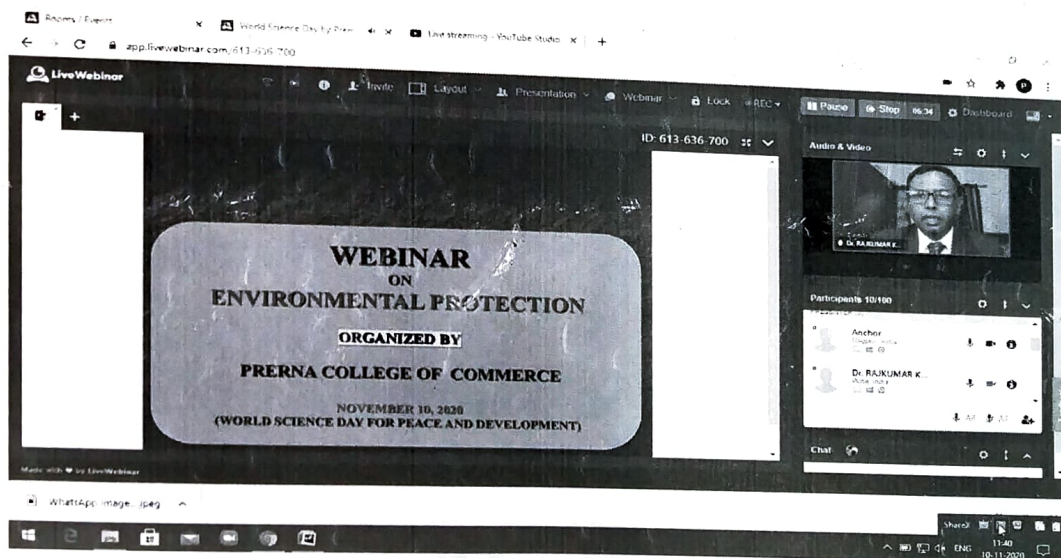 Rooms / Events
World Science Day by Prer
Live streaming - YouTube Studio
app.livewebinar.com/613-636-700
LiveWebinar
Invite
Layout
Presentation
Webinar
Lock
REC
Pause
Stop
06:34
Dashboard
ID: 613-636-700
Audio & Video
Dr. RAJKUMAR K...
WEBINAR
ON
ENVIRONMENTAL PROTECTION
ORGANIZED BY
PRERNA COLLEGE OF COMMERCE
NOVEMBER 10, 2020
(WORLD SCIENCE DAY FOR PEACE AND DEVELOPMENT)
Participants 10/100
Anchor
Dr. RAJKUMAR K...
Chat
Made with ♥ by LiveWebinar
WhatsApp Image....jpeg
ShareX
ENG
11:40
10-11-2020